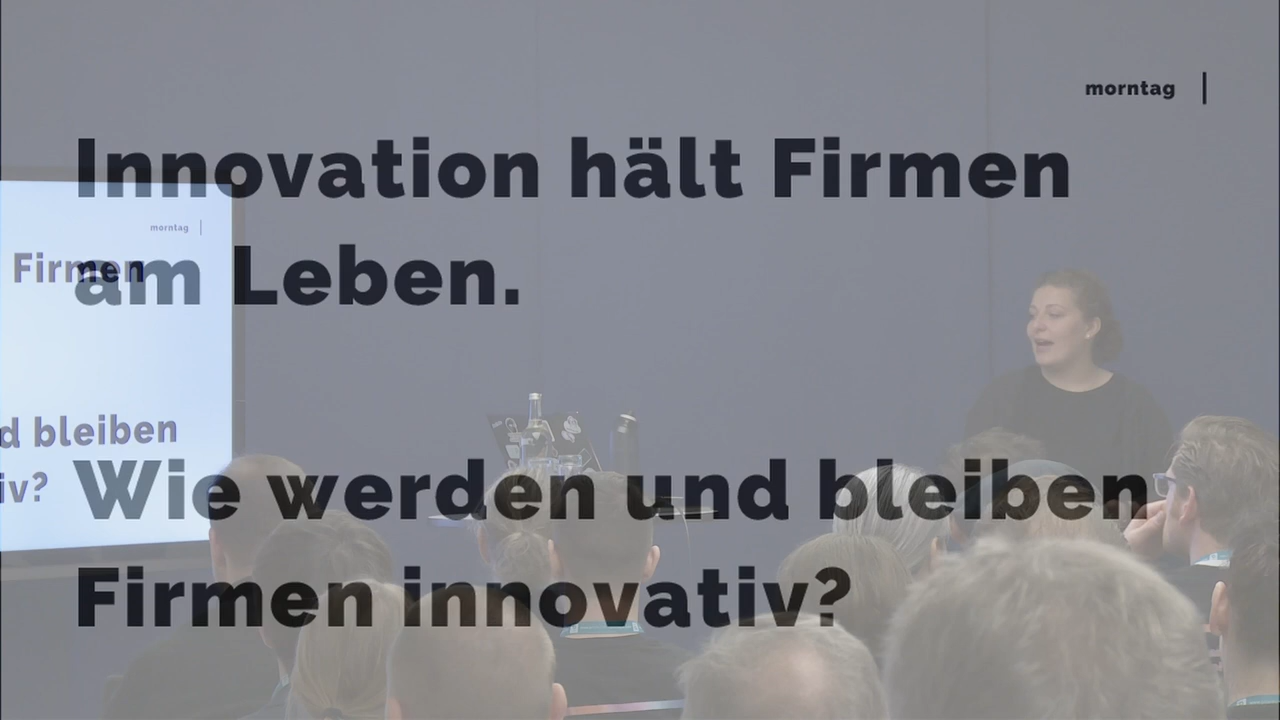 morntag
Innovation hält Firmen
am Leben.
Wie werden und bleiben
Firmen innovativ?
morntag
Firmen
d bleiben
iv?